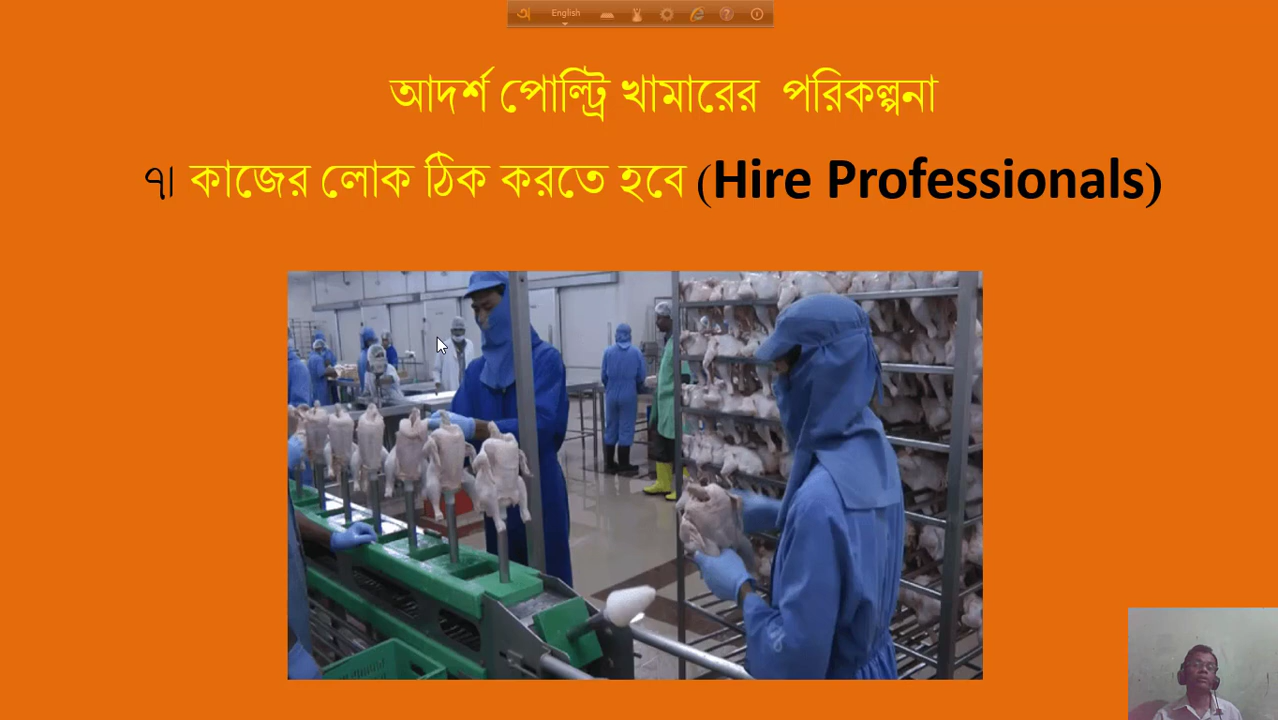 অ English
আদর্শ পোল্ট্রি খামারের পরিকল্পনা
৭। কাজের লোক ঠিক করতে হবে (Hire Professionals)